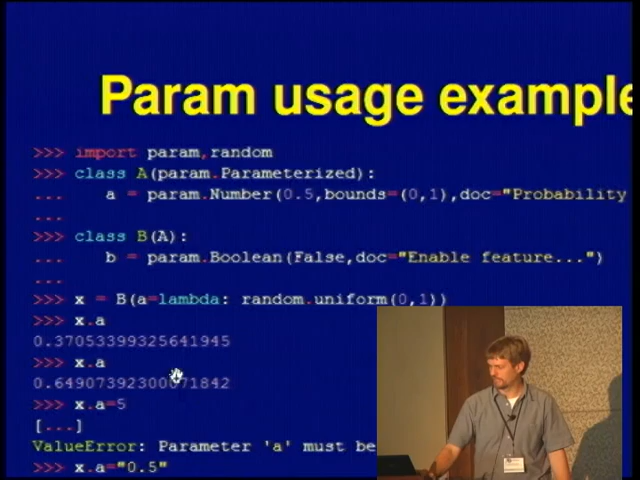 Param usage example
>>> import param,random
>>> class A(param.Parameterized):
...     a = param.Number(0.5,bounds=(0,1),doc="Probability
...
>>> class B(A):
...     b = param.Boolean(False,doc="Enable feature...")
...
>>> x = B(a=lambda: random.uniform(0,1))
>>> x.a
0.37053399325641945
>>> x.a
0.64907392300071842
>>> x.a=5
[...]
ValueError: Parameter 'a' must be
>>> x.a="0.5"